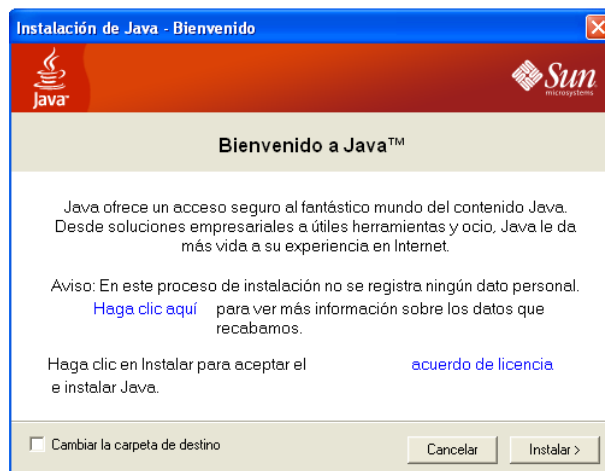 Instalación de Java - Bienvenido
Java™
Sun
microsystems
Bienvenido a Java™
Java ofrece un acceso seguro al fantástico mundo del contenido Java.
Desde soluciones empresariales a útiles herramientas y ocio, Java le da
más vida a su experiencia en Internet.
Aviso: En este proceso de instalación no se registra ningún dato personal.
Haga clic aquí para ver más información sobre los datos que
recabamos.
Haga clic en Instalar para aceptar el acuerdo de licencia
e instalar Java.
Cambiar la carpeta de destino
Cancelar
Instalar >